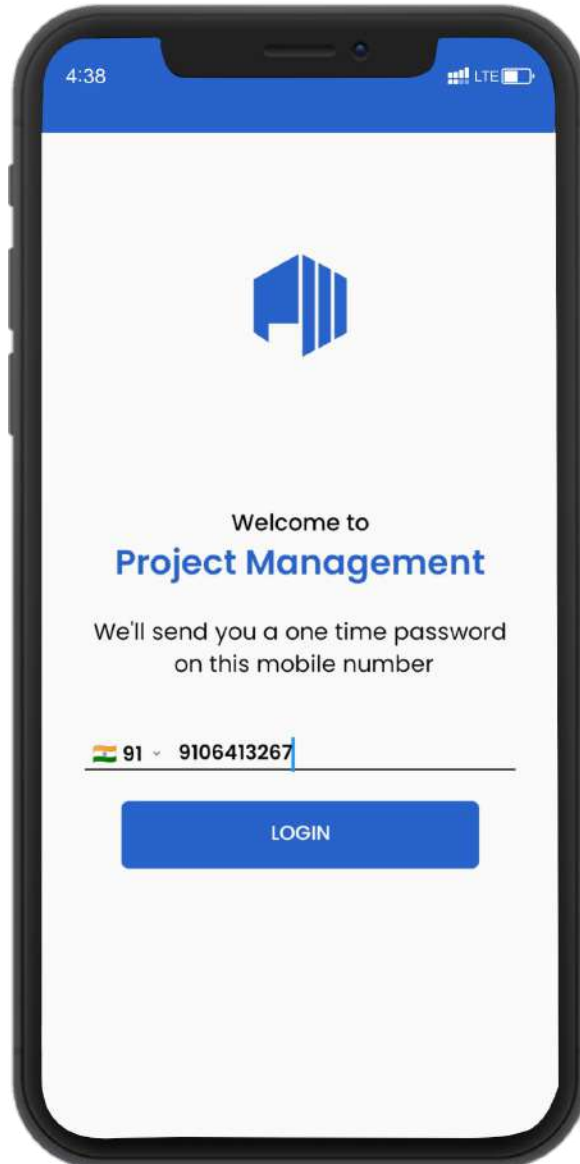 4:38
LTE
Welcome to
Project Management
We'll send you a one time password
on this mobile number
91 9106413267
LOGIN